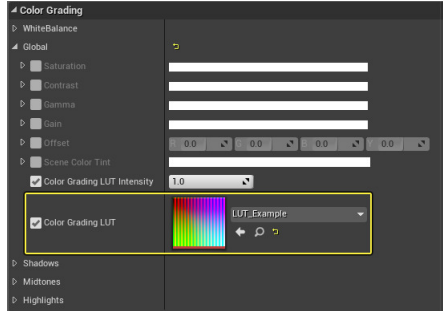 Color Grading
WhiteBalance
Global
Saturation
Contrast
Gamma
Gain
Offset R 0.0 G 0.0 B 0.0 Y 0.0
Scene Color Tint
Color Grading LUT Intensity 1.0
Color Grading LUT LUT_Example
Shadows
Midtones
Highlights